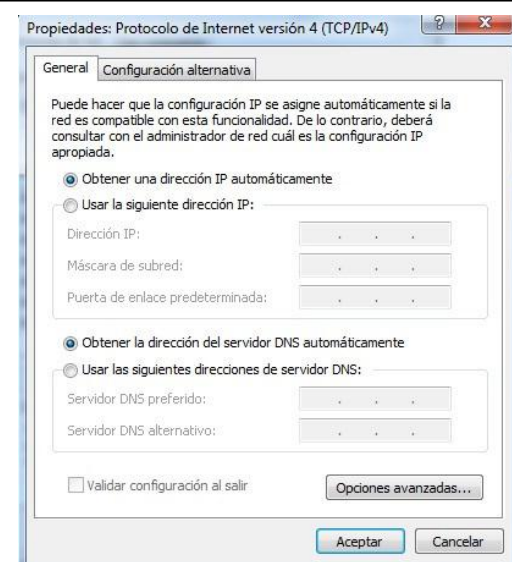 Propiedades: Protocolo de Internet versión 4 (TCP/IPv4)
General
Configuración alternativa
Puede hacer que la configuración IP se asigne automáticamente si la
red es compatible con esta funcionalidad. De lo contrario, deberá
consultar con el administrador de red cuál es la configuración IP
apropiada.
Obtener una dirección IP automáticamente
Usar la siguiente dirección IP:
Dirección IP:
Máscara de subred:
Puerta de enlace predeterminada:
Obtener la dirección del servidor DNS automáticamente
Usar las siguientes direcciones de servidor DNS:
Servidor DNS preferido:
Servidor DNS alternativo:
Validar configuración al salir
Opciones avanzadas...
Aceptar
Cancelar